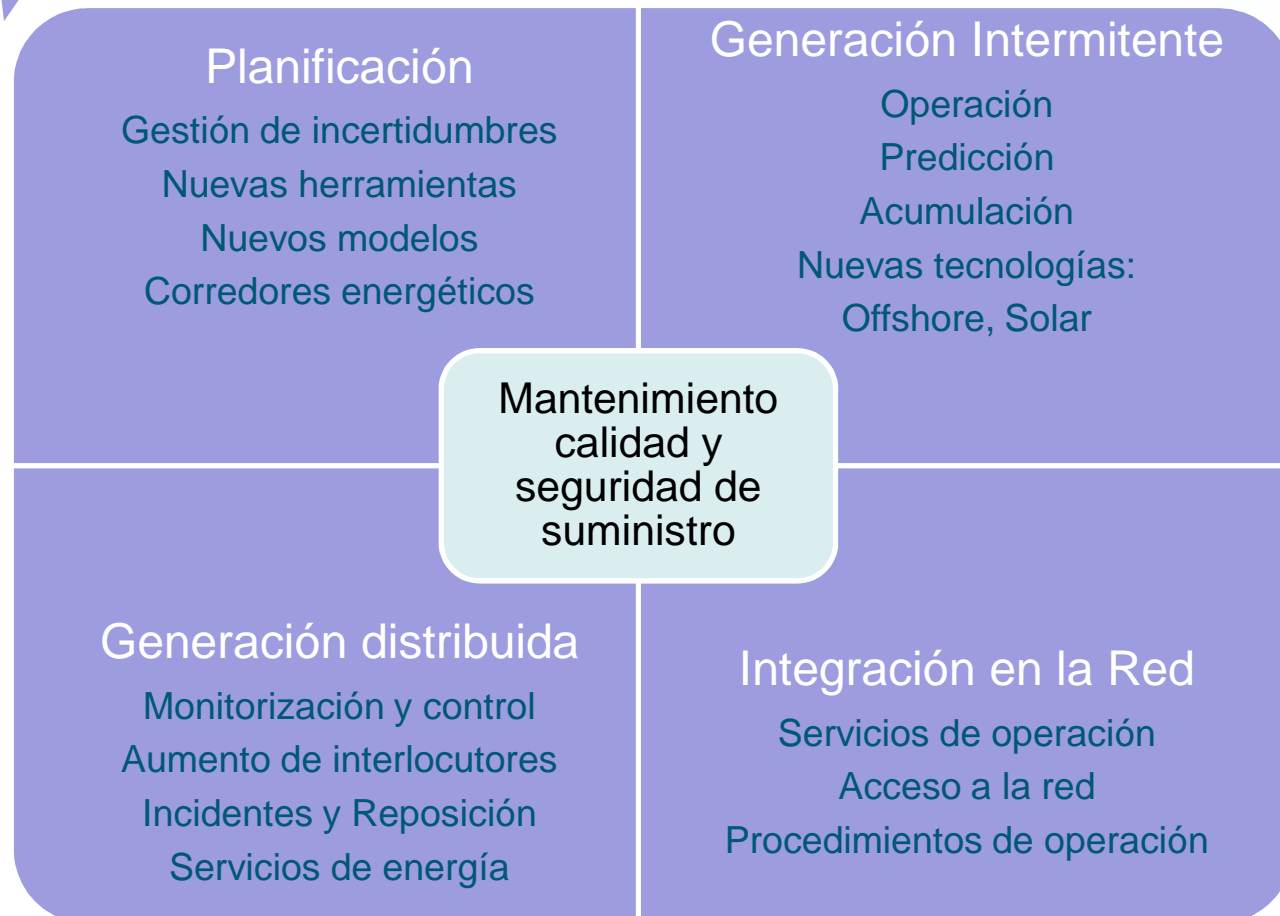 Planificación
Gestión de incertidumbres
Nuevas herramientas
Nuevos modelos
Corredores energéticos
Generación Intermitente
Operación
Predicción
Acumulación
Nuevas tecnologías:
Offshore, Solar
Mantenimiento
calidad y
seguridad de
suministro
Generación distribuida
Monitorización y control
Aumento de interlocutores
Incidentes y Reposición
Servicios de energía
Integración en la Red
Servicios de operación
Acceso a la red
Procedimientos de operación